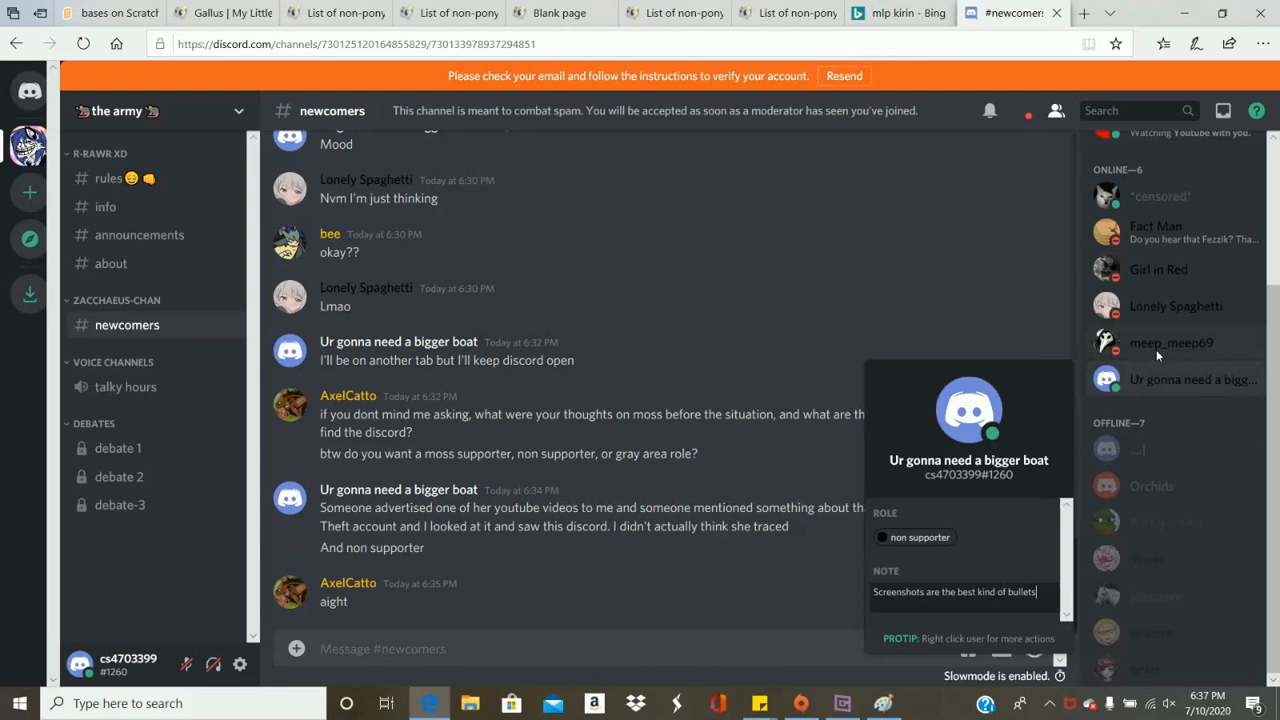 bases on Scratc
Gallus | My Little
List of non-pony
List of non-pony
Blank page
List of non-pony
List of non-pony
mlp kirin - Bing
#newcomers
https://discord.com/channels/730125120164855829/730133978937294851
Please check your email and follow the instructions to verify your account. Resend
the army
# newcomers This channel is meant to combat spam. You will be accepted as soon as a moderator has seen you've joined. Search
R-RAWR XD
# rules
# info
# announcements
# about
ZACCHAEUS-CHAN
# newcomers
VOICE CHANNELS
talky hours
DEBATES
debate 1
debate 2
debate-3
cs4703399
#1260
Mood
Lonely Spaghetti Today at 6:30 PM
Nvm I'm just thinking
bee Today at 6:30 PM
okay??
Lonely Spaghetti Today at 6:30 PM
Lmao
Ur gonna need a bigger boat Today at 6:32 PM
I'll be on another tab but I'll keep discord open
AxelCatto Today at 6:32 PM
if you dont mind me asking, what were your thoughts on moss before the situation, and what are th
find the discord?
btw do you want a moss supporter, non supporter, or gray area role?
Ur gonna need a bigger boat Today at 6:34 PM
Someone advertised one of her youtube videos to me and someone mentioned something about tha
Theft account and I looked at it and saw this discord. I didn't actually think she traced
And non supporter
AxelCatto Today at 6:35 PM
aight
Message #newcomers
Slowmode is enabled.
Ur gonna need a bigger boat
cs4703399#1260
ROLE
non supporter
NOTE
Screenshots are the best kind of bullets
PROTIP: Right click user for more actions
Watching Youtube with you.
ONLINE—6
*censored*
Fact Man
Do you hear that Fezzik? Tha...
Girl in Red
Lonely Spaghetti
meep_meep69
Ur gonna need a bigg...
OFFLINE—7
Orchids
Type here to search
6:37 PM
7/10/2020